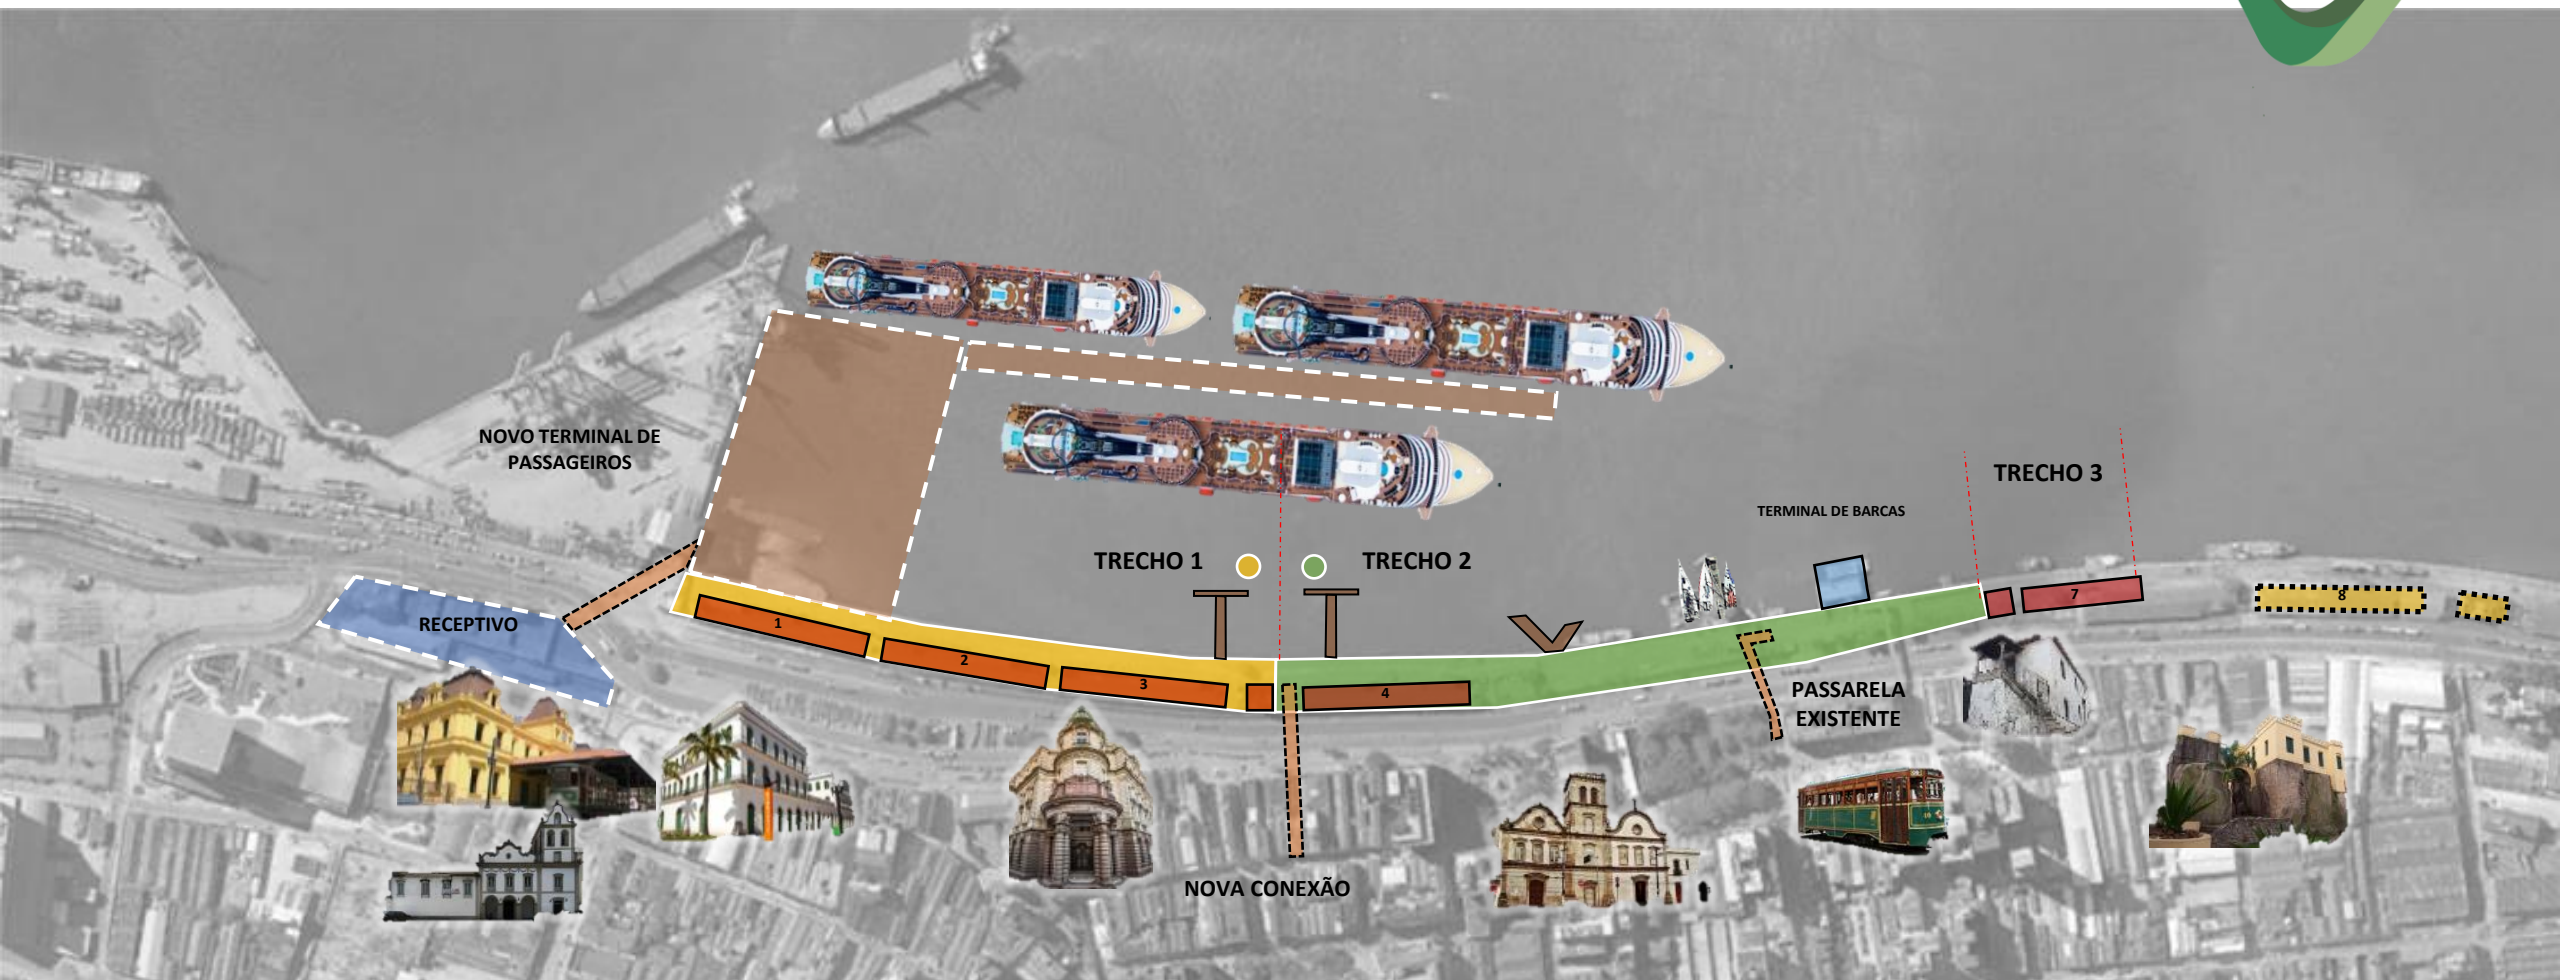 NOVO TERMINAL DE
PASSAGEIROS
TRECHO 3
TERMINAL DE BARCAS
TRECHO 1
TRECHO 2
RECEPTIVO
1
2
3
4
7
8
PASSARELA
EXISTENTE
NOVA CONEXÃO